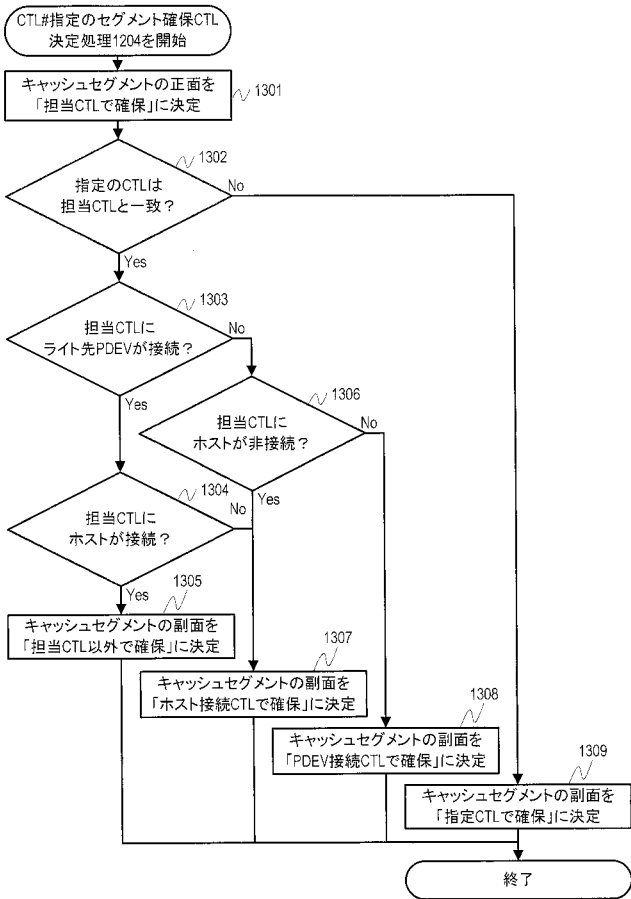 CTL#指定のセグメント確保CTL
決定処理1204を開始
キャッシュセグメントの正面を
「担当CTLで確保」に決定
1301
1302
指定のCTLは
担当CTLと一致？
No
Yes
1303
担当CTLに
ライト先PDEVが接続？
No
Yes
1306
担当CTLに
ホストが非接続？
No
Yes
1304
担当CTLに
ホストが接続？
No
Yes
1305
キャッシュセグメントの副面を
「担当CTL以外で確保」に決定
1307
キャッシュセグメントの副面を
「ホスト接続CTLで確保」に決定
1308
キャッシュセグメントの副面を
「PDEV接続CTLで確保」に決定
1309
キャッシュセグメントの副面を
「指定CTLで確保」に決定
終了